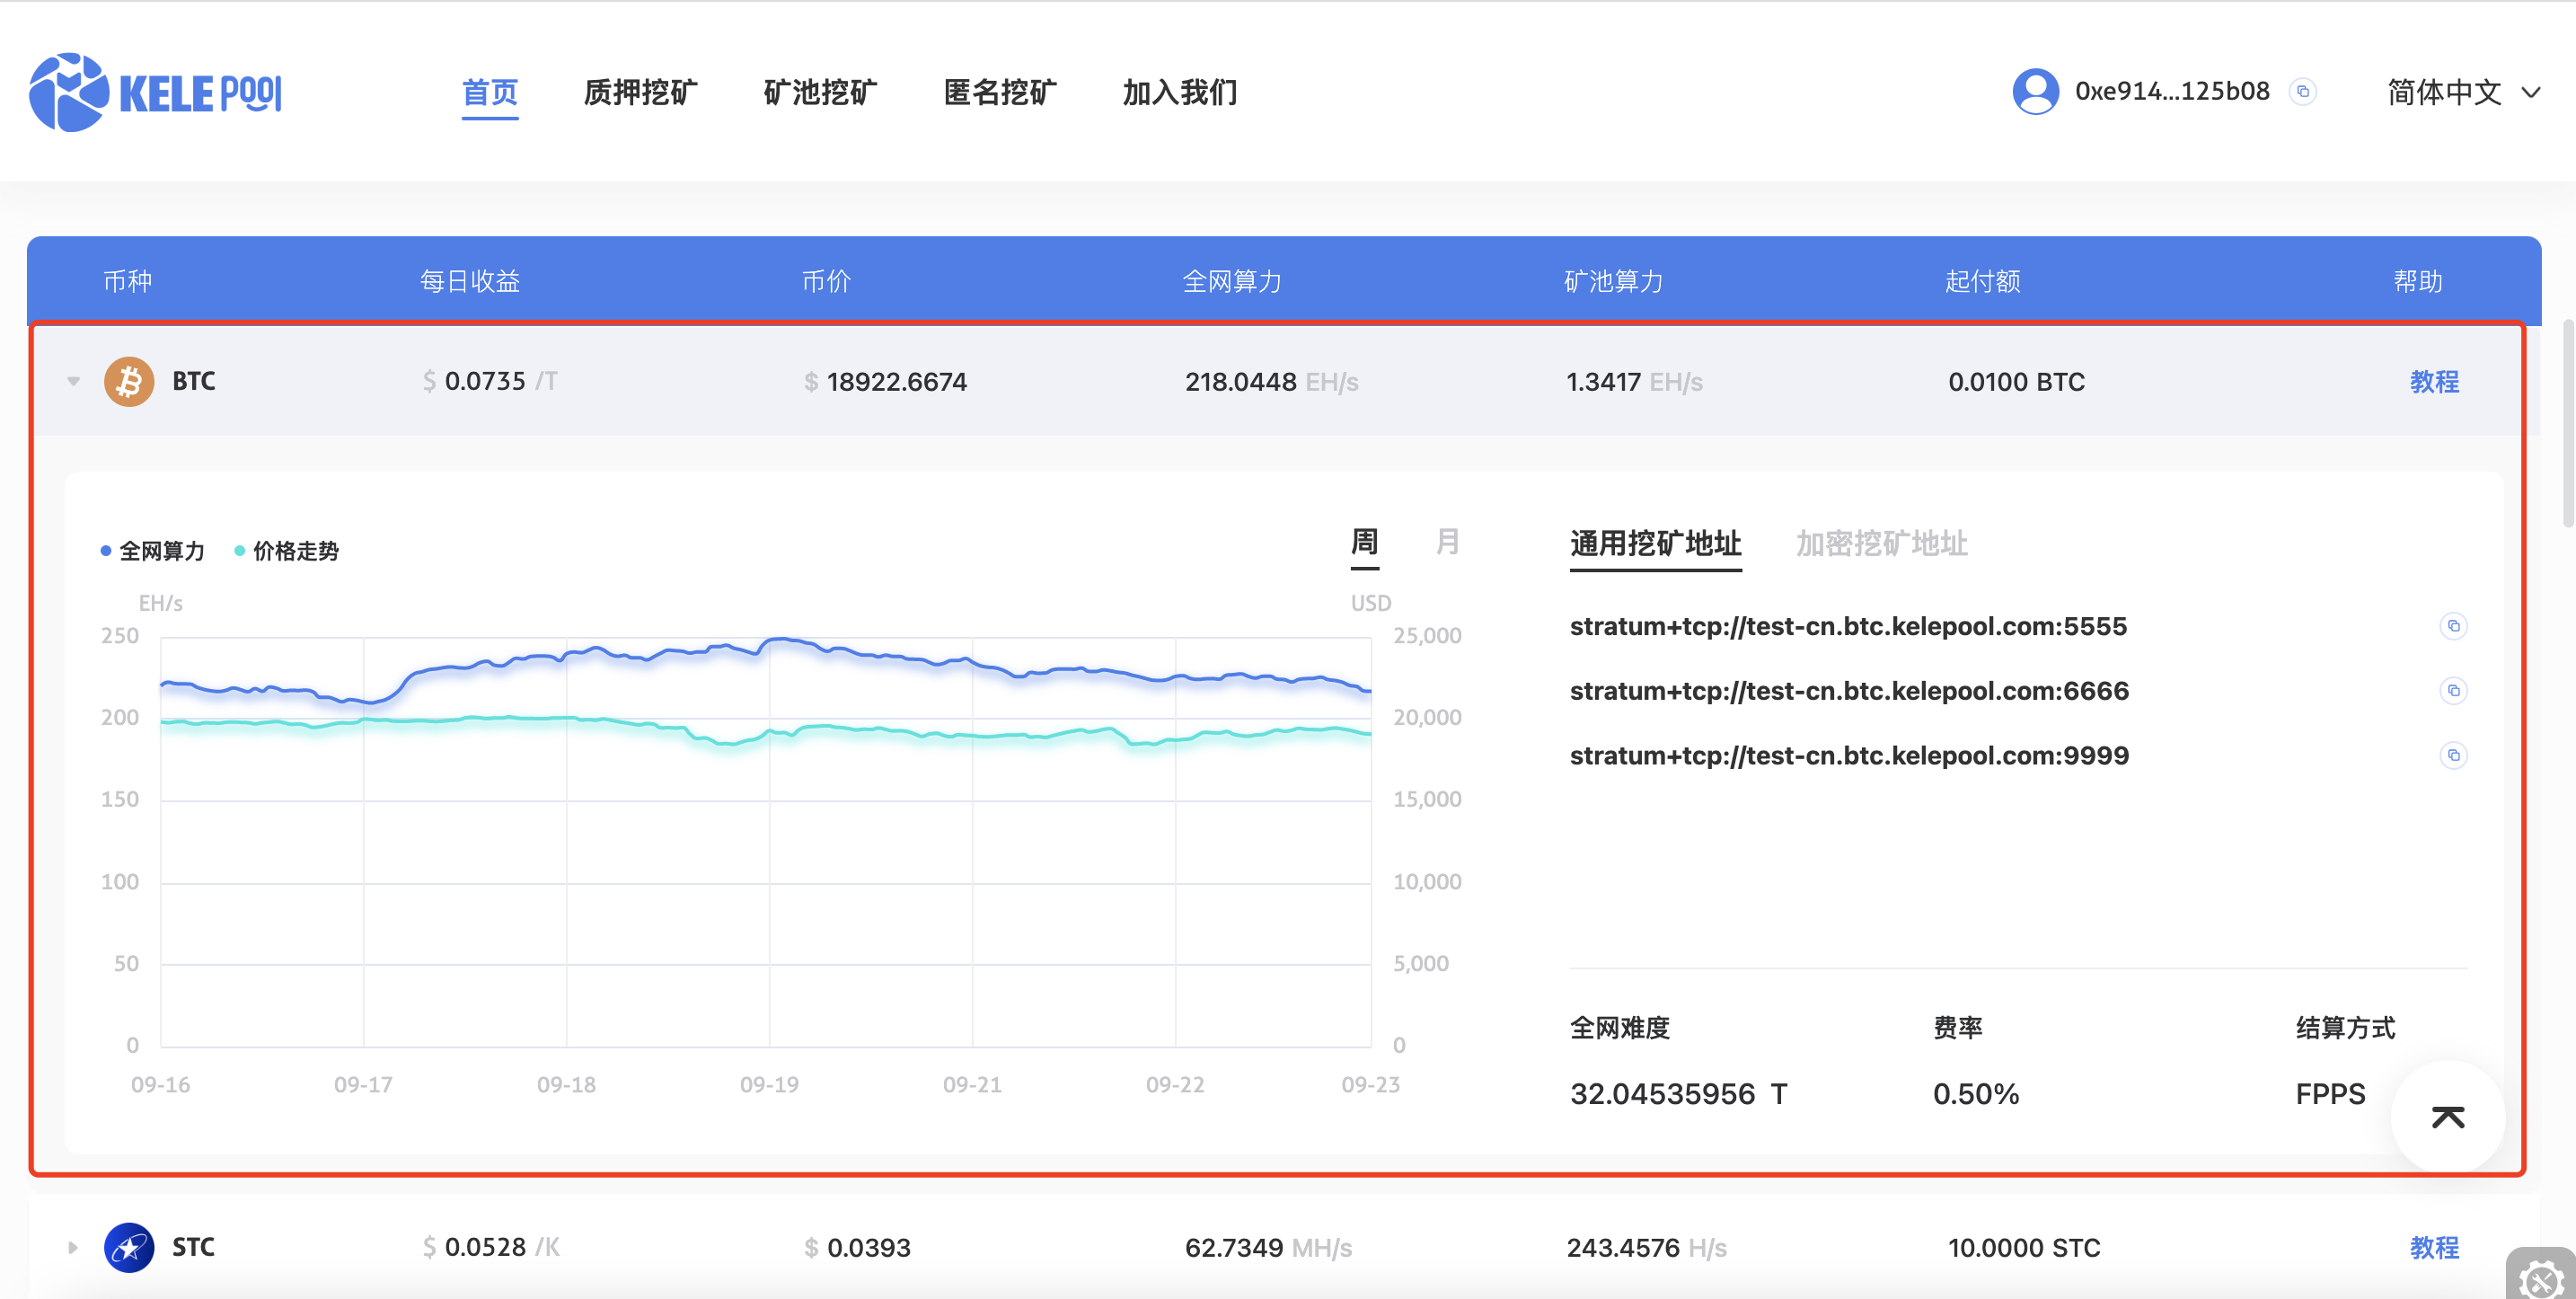 KELE POOL
首页 质押挖矿 矿池挖矿 匿名挖矿 加入我们 0xe914...125b08 简体中文
币种 每日收益 币价 全网算力 矿池算力 起付额 帮助
BTC $ 0.0735 /T $ 18922.6674 218.0448 EH/s 1.3417 EH/s 0.0100 BTC 教程
全网算力 价格走势 周 月
EH/s USD
250 25,000
200 20,000
150 15,000
100 10,000
50 5,000
0 0
09-16 09-17 09-18 09-19 09-21 09-22 09-23
通用挖矿地址 加密挖矿地址
stratum+tcp://test-cn.btc.kelepool.com:5555
stratum+tcp://test-cn.btc.kelepool.com:6666
stratum+tcp://test-cn.btc.kelepool.com:9999
全网难度 费率 结算方式
32.04535956 T 0.50% FPPS
STC $ 0.0528 /K $ 0.0393 62.7349 MH/s 243.4576 H/s 10.0000 STC 教程